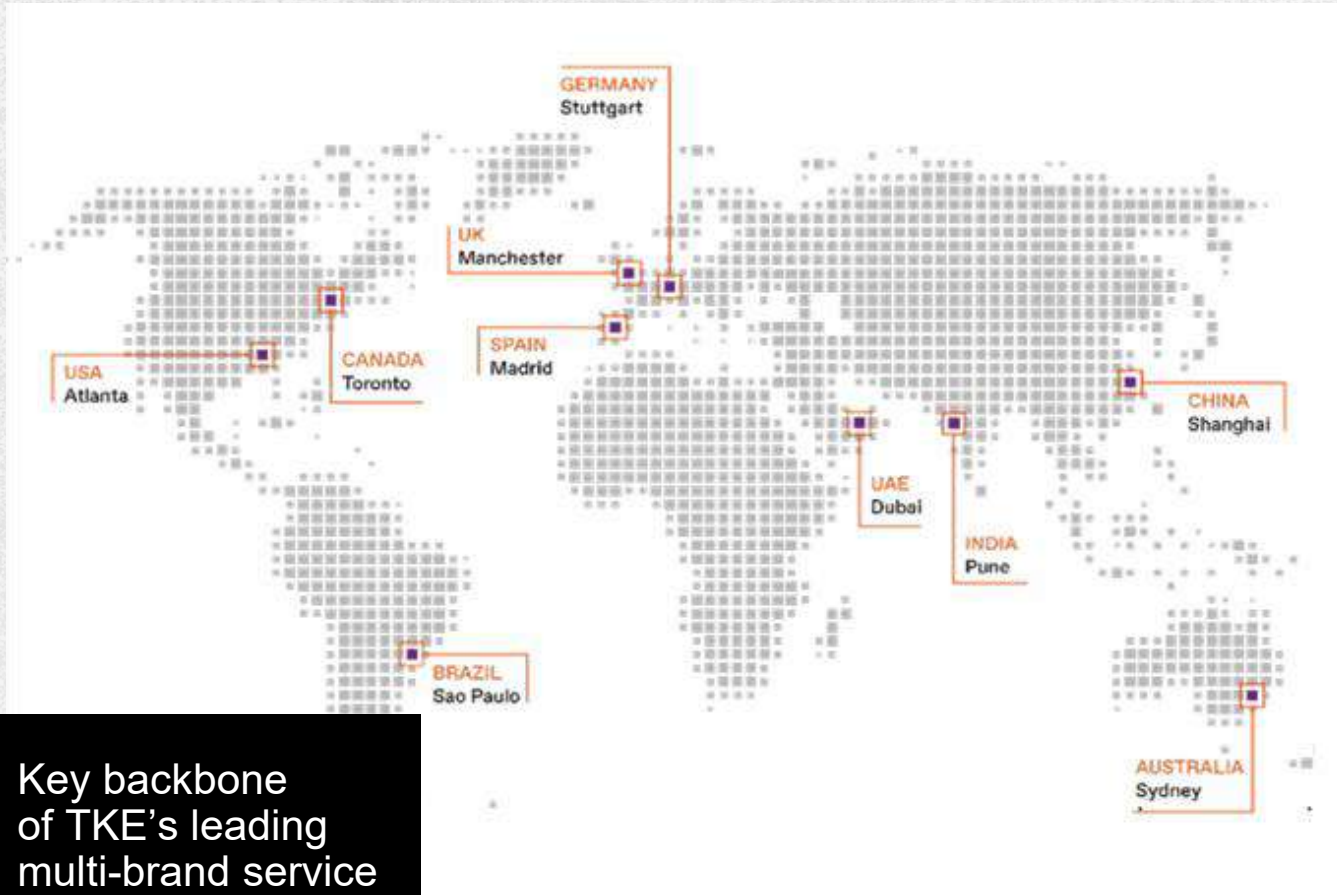 GERMANY
Stuttgart
UK
Manchester
SPAIN
Madrid
USA
Atlanta
CANADA
Toronto
CHINA
Shanghai
UAE
Dubai
INDIA
Pune
BRAZIL
Sao Paulo
AUSTRALIA
Sydney
Key backbone
of TKE’s leading
multi-brand service